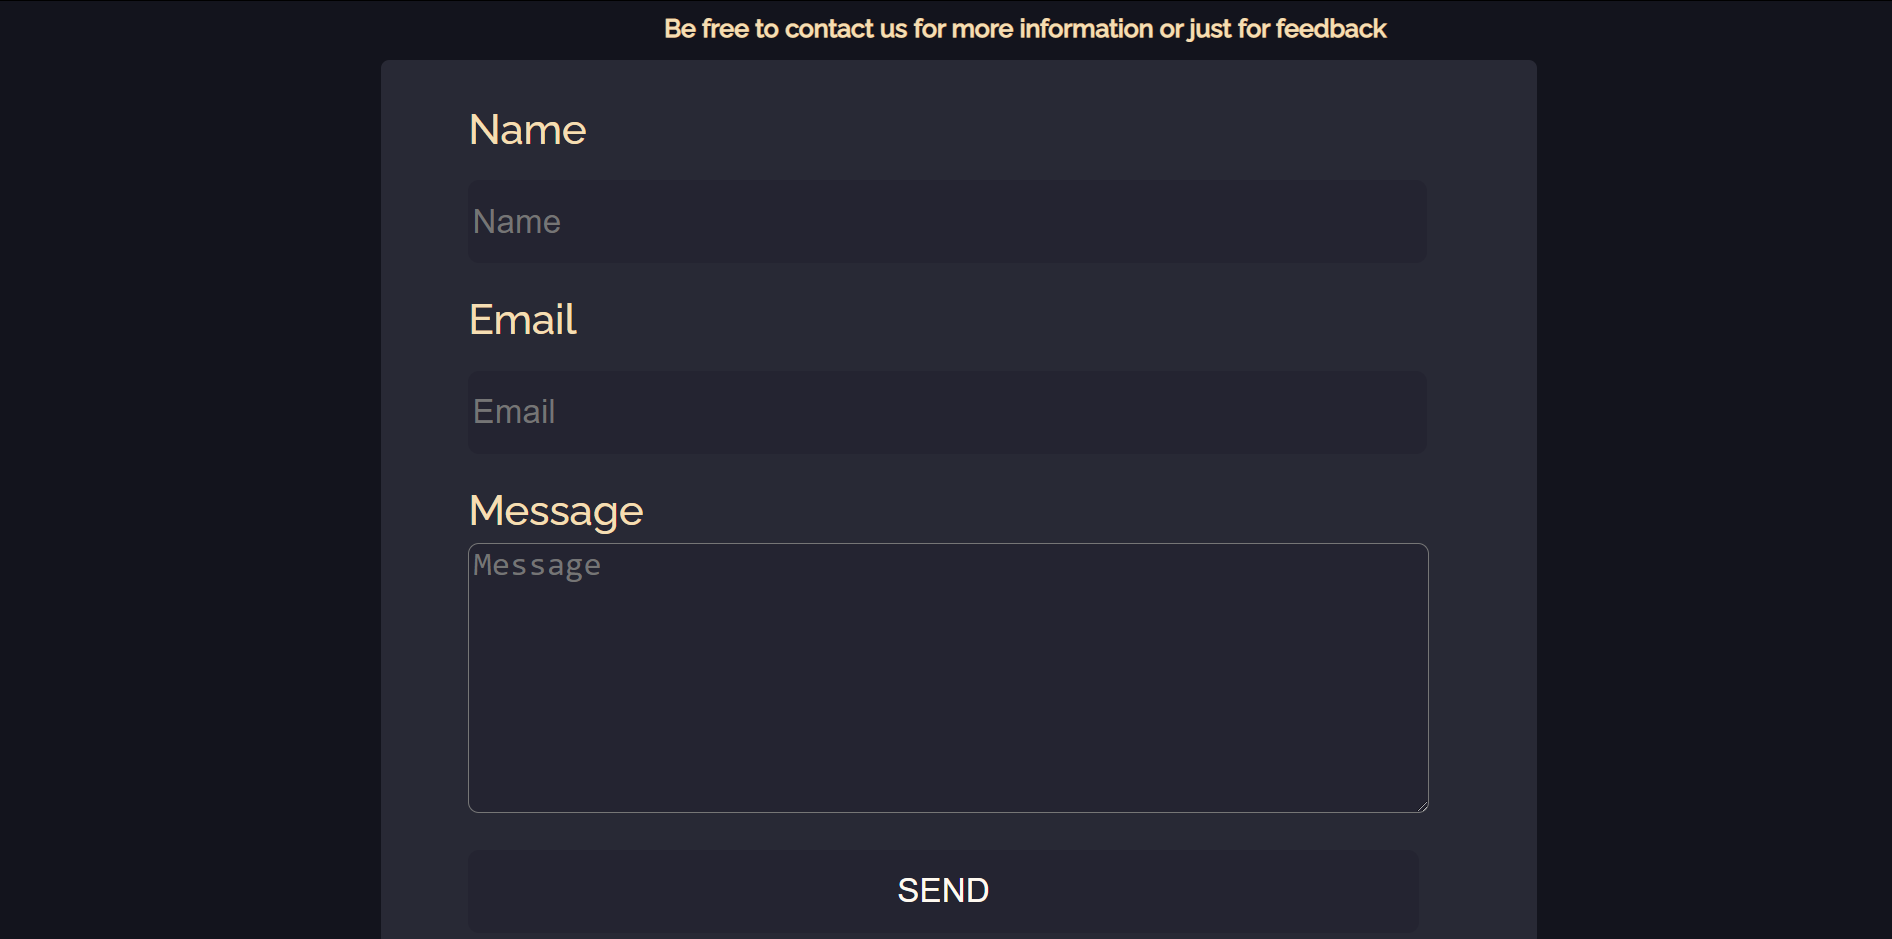 Be free to contact us for more information or just for feedback
Name
Name
Email
Email
Message
Message
SEND